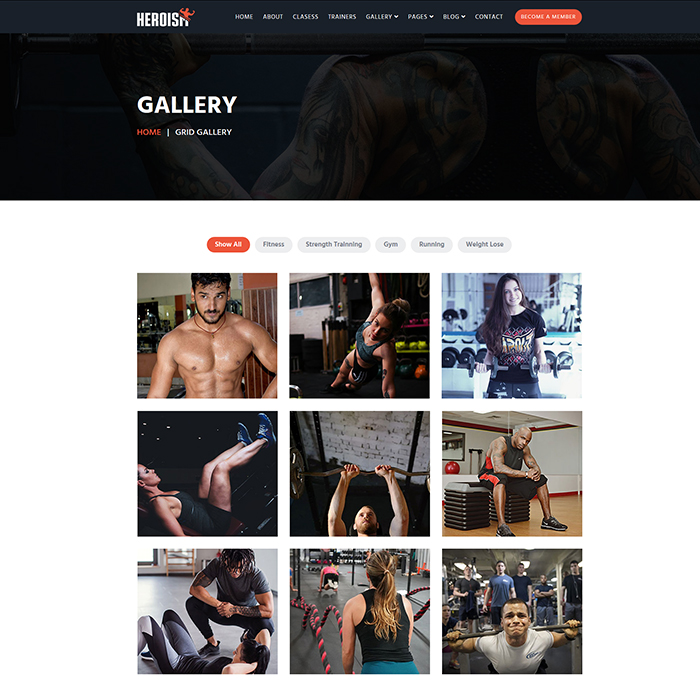 HEROISM
HOME ABOUT CLASESS TRAINERS GALLERY PAGES BLOG CONTACT BECOME A MEMBER
GALLERY
HOME | GRID GALLERY
Show All Fitness Strength Trainning Gym Running Weight Lose